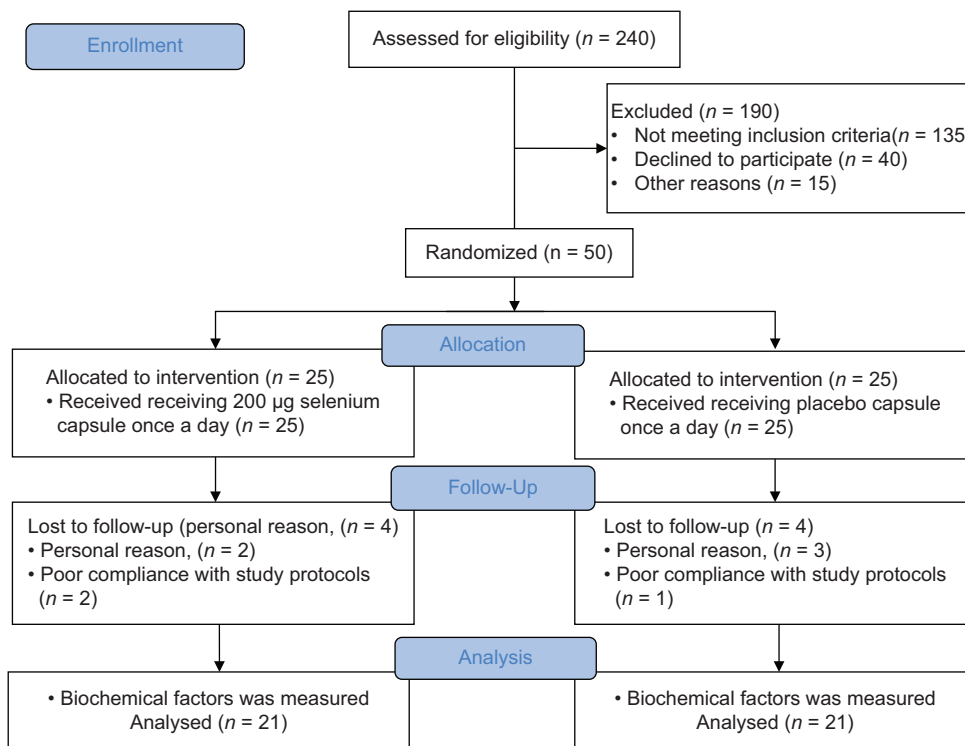 Enrollment
Assessed for eligibility (n = 240)
Excluded (n = 190)
• Not meeting inclusion criteria(n = 135
• Declined to participate (n = 40)
• Other reasons (n = 15)
Randomized (n = 50)
Allocation
Allocated to intervention (n = 25)
• Received receiving 200 µg selenium
capsule once a day (n = 25)
Allocated to intervention (n = 25)
• Received receiving placebo capsule
once a day (n = 25)
Follow-Up
Lost to follow-up (personal reason, (n = 4)
• Personal reason, (n = 2)
• Poor compliance with study protocols
(n = 2)
Lost to follow-up (n = 4)
• Personal reason, (n = 3)
• Poor compliance with study protocols
(n = 1)
Analysis
• Biochemical factors was measured
Analysed (n = 21)
• Biochemical factors was measured
Analysed (n = 21)